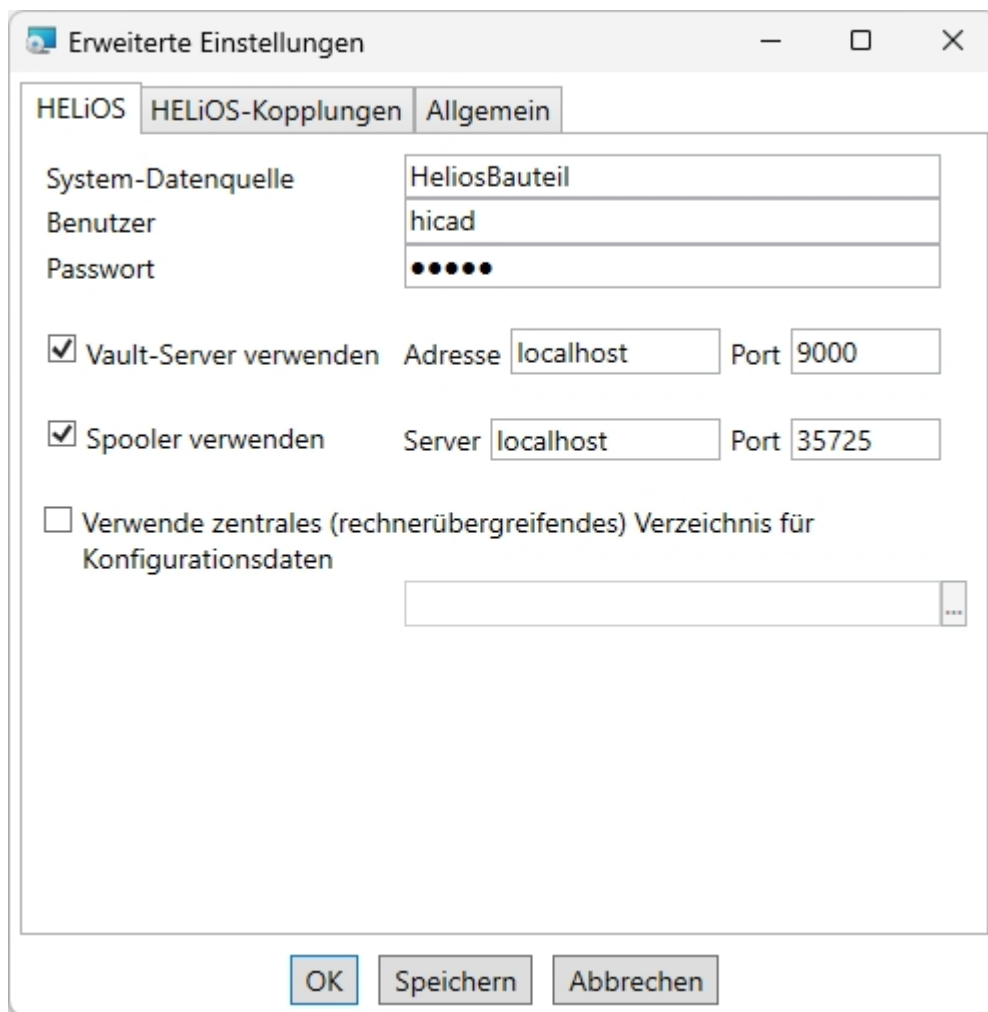 Erweiterte Einstellungen
HELiOS HELiOS-Kopplungen Allgemein
System-Datenquelle HeliosBauteil
Benutzer hicad
Passwort ●●●●●
Vault-Server verwenden Adresse localhost Port 9000
Spooler verwenden Server localhost Port 35725
Verwende zentrales (rechnerübergreifendes) Verzeichnis für
Konfigurationsdaten
...
OK Speichern Abbrechen